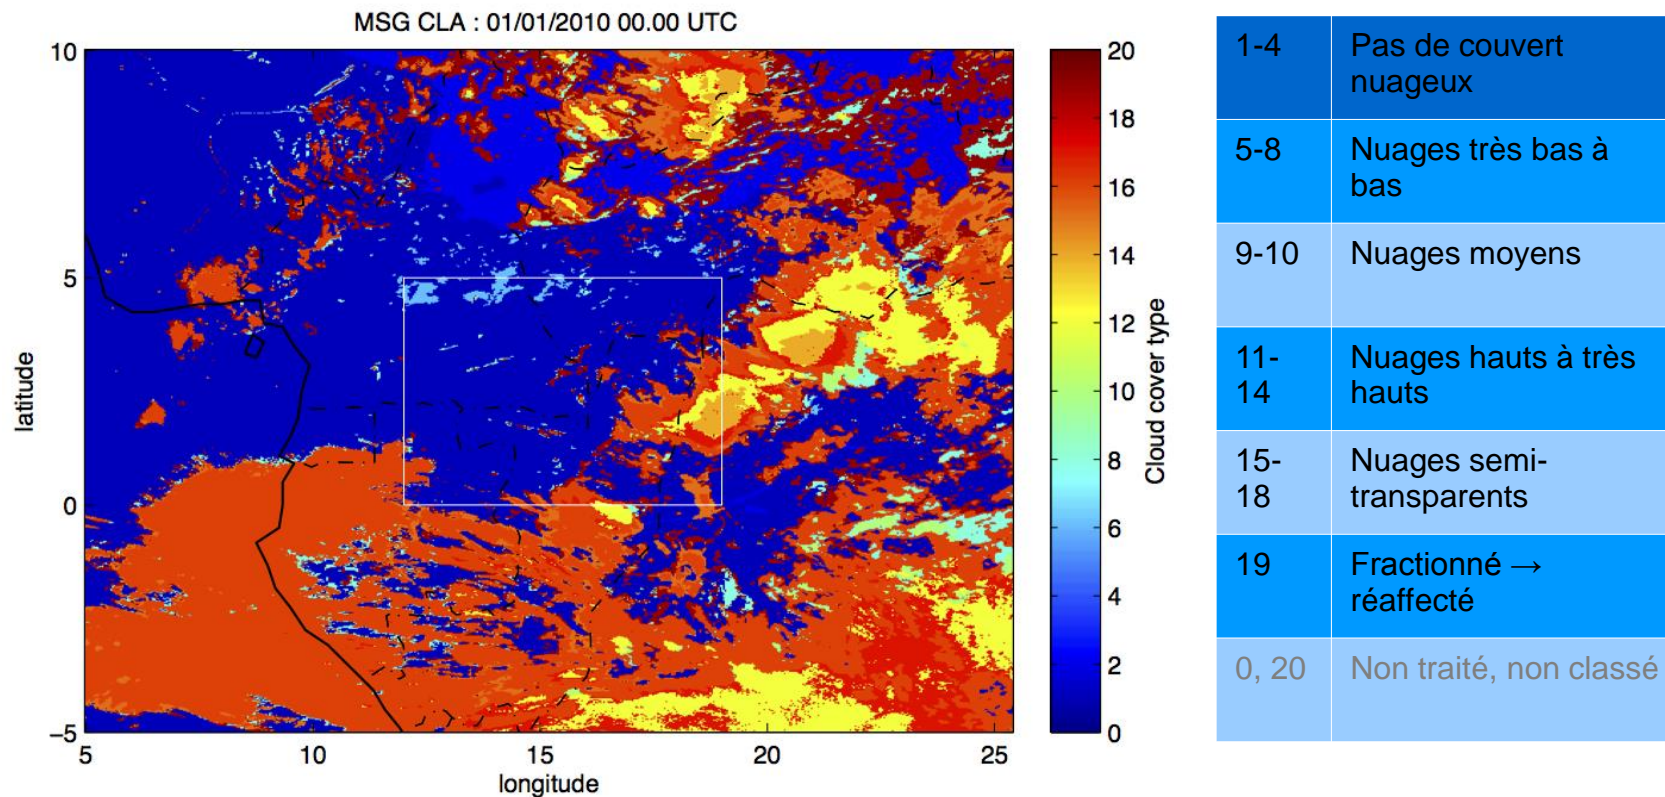 MSG CLA : 01/01/2010 00.00 UTC
10
5
0
−5
latitude
5
10
15
20
25
longitude
20
18
16
14
12
10
8
6
4
2
0
Cloud cover type
1-4 Pas de couvert
nuageux
5-8 Nuages très bas à
bas
9-10 Nuages moyens
11- Nuages hauts à très
14 hauts
15- Nuages semi-
18 transparents
19 Fractionné →
réaffecté
0, 20 Non traité, non classé